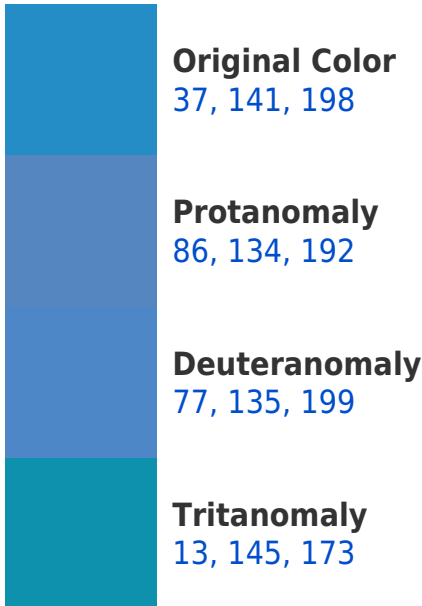 Original Color
37, 141, 198
Protanomaly
86, 134, 192
Deuteranomaly
77, 135, 199
Tritanomaly
13, 145, 173